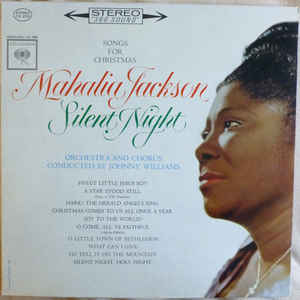 STEREO
"360 SOUND"
SONGS
FOR
CHRISTMAS
COLUMBIA
Mahalia Jackson
Silent Night
ORCHESTRA AND CHORUS
CONDUCTED BY JOHNNY WILLIAMS
SWEET LITTLE JESUS BOY
A STAR STOOD STILL
HARK! THE HERALD ANGELS SING
CHRISTMAS COMES TO US ALL ONCE A YEAR
JOY TO THE WORLD!
O COME, ALL YE FAITHFUL
O LITTLE TOWN OF BETHLEHEM
WHAT CAN I GIVE
GO TELL IT ON THE MOUNTAIN
SILENT NIGHT, HOLY NIGHT